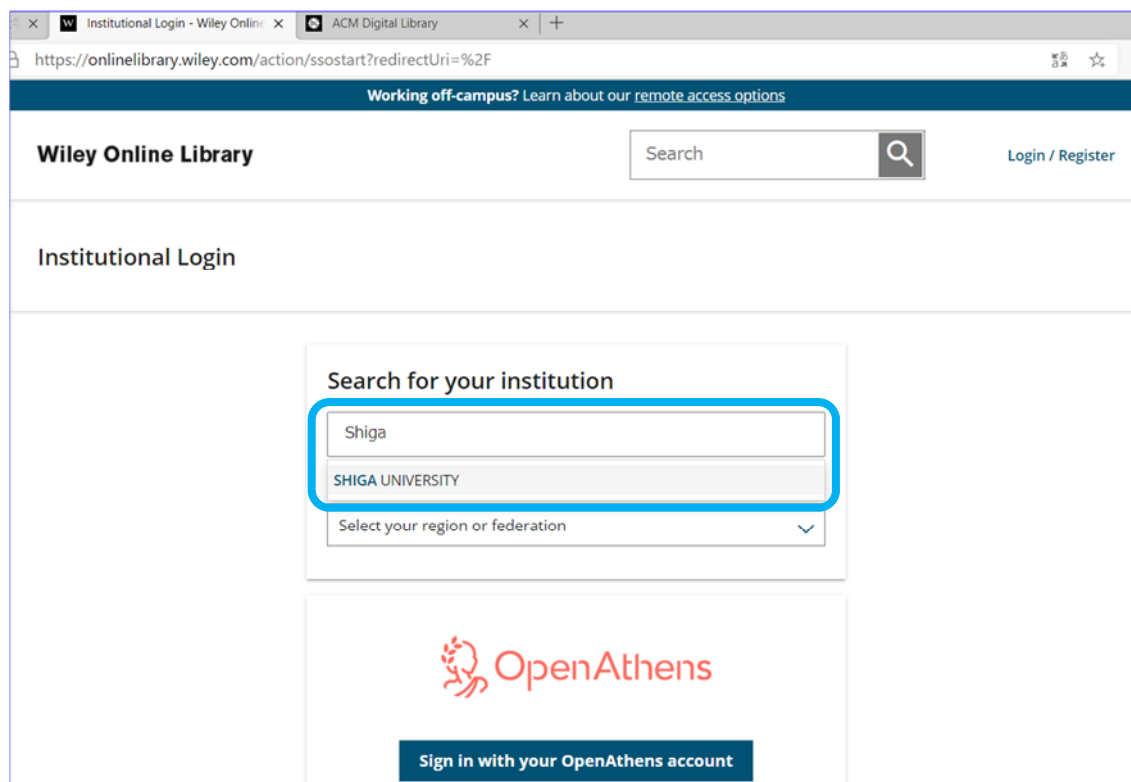 Institutional Login - Wiley Online
ACM Digital Library
https://onlinelibrary.wiley.com/action/ssostart?redirectUri=%2F
Working off-campus? Learn about our remote access options
Wiley Online Library
Search
Login / Register
Institutional Login
Search for your institution
Shiga
SHIGA UNIVERSITY
Select your region or federation
OpenAthens
Sign in with your OpenAthens account